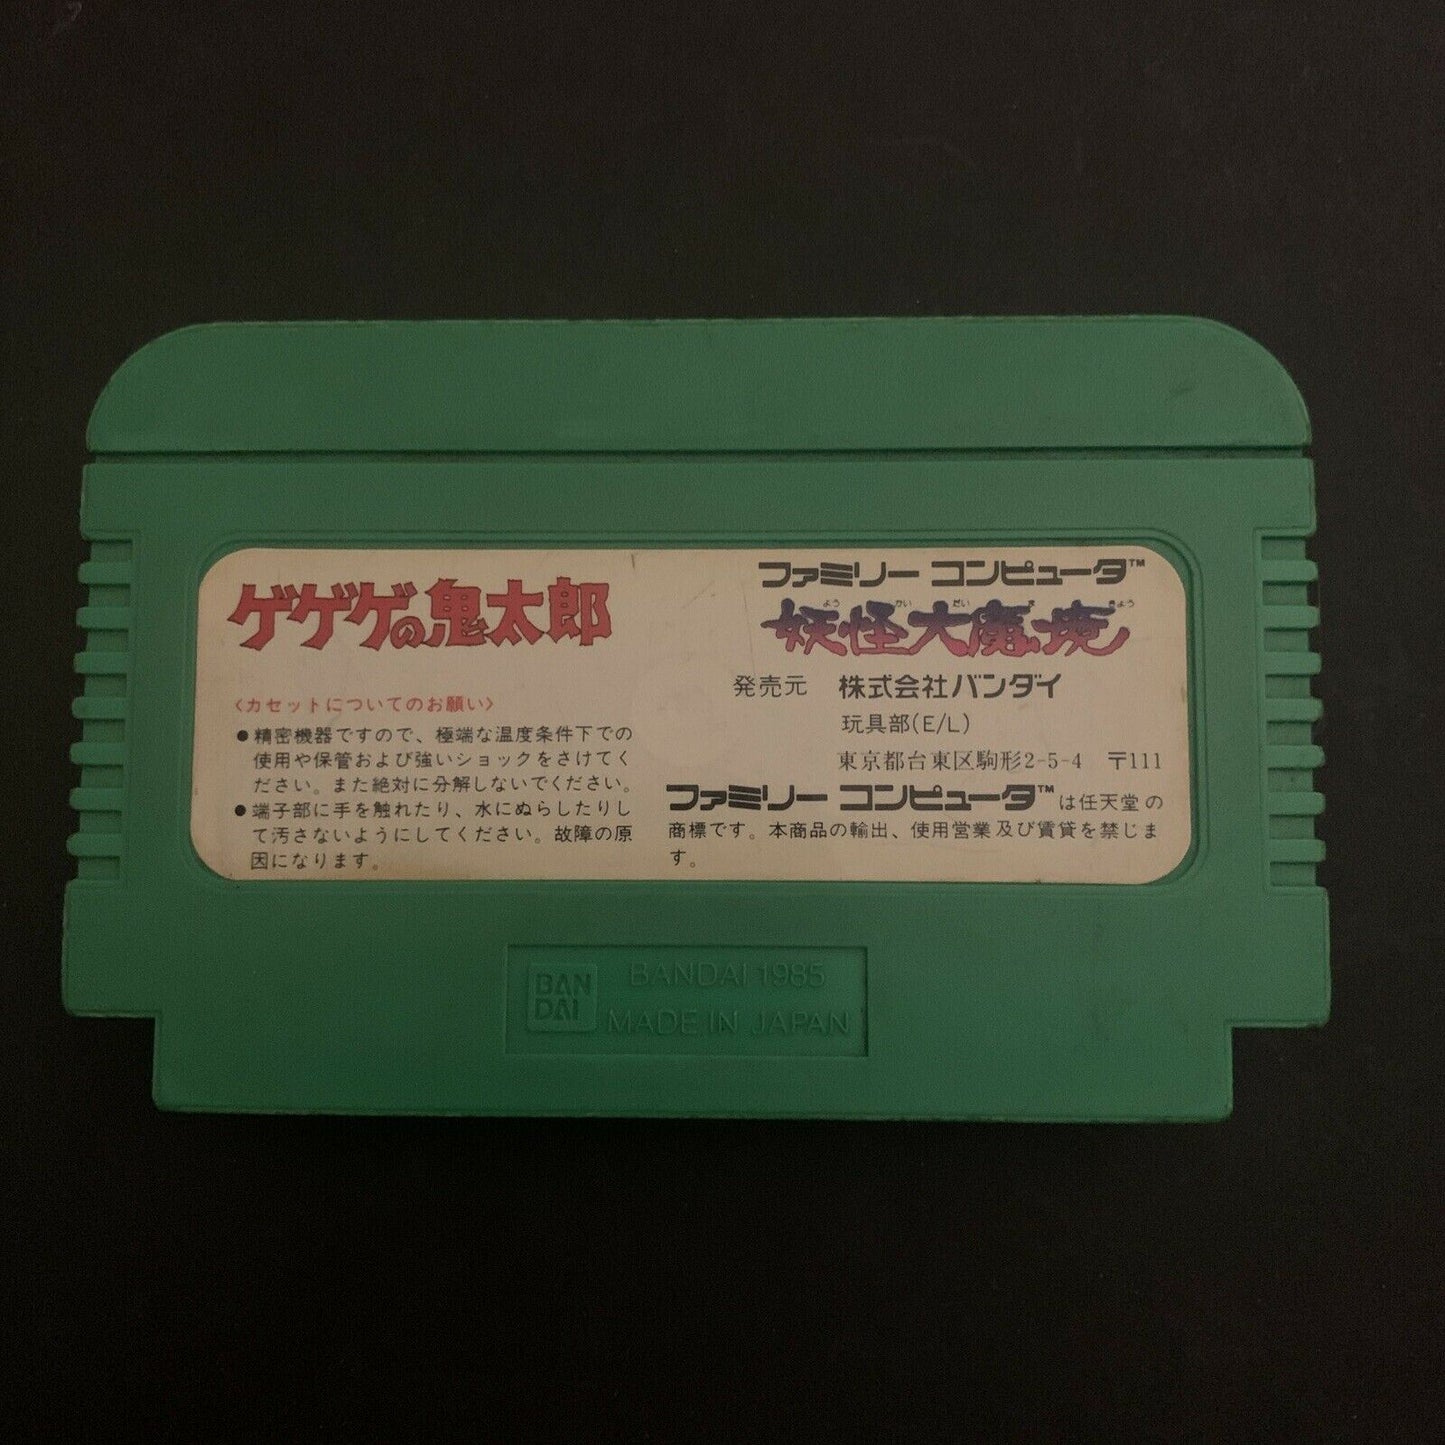 ゲゲゲの鬼太郎
〈カセットについてのお願い〉
●精密機器ですので、極端な温度条件下での
使用や保管および強いショックをさけてく
ださい。また絶対に分解しないでください。
●端子部に手を触れたり、水にぬらしたりし
て汚さないようにしてください。故障の原
因になります。
ファミリー コンピュータ™
よう かい だい ま きょう
妖怪大魔境
発売元 株式会社バンダイ
玩具部(E/L)
東京都台東区駒形2-5-4 〒111
ファミリー コンピュータ™は任天堂の
商標です。本商品の輸出、使用営業及び賃貸を禁じま
す。
BAN
DAI
BANDAI 1985
MADE IN JAPAN